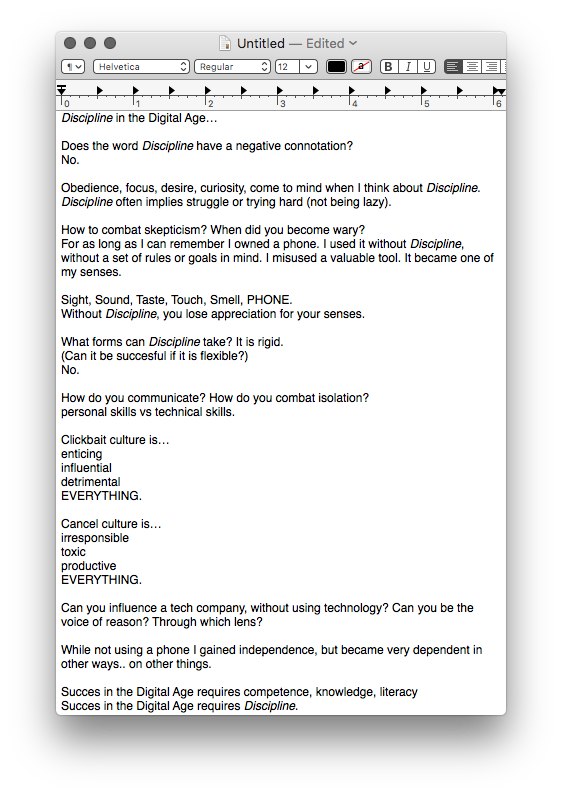 Untitled — Edited
¶
Helvetica
Regular
12
a
B I U
0 1 2 3 4 5 6
Discipline in the Digital Age…
Does the word Discipline have a negative connotation?
No.
Obedience, focus, desire, curiosity, come to mind when I think about Discipline.
Discipline often implies struggle or trying hard (not being lazy).
How to combat skepticism? When did you become wary?
For as long as I can remember I owned a phone. I used it without Discipline,
without a set of rules or goals in mind. I misused a valuable tool. It became one of
my senses.
Sight, Sound, Taste, Touch, Smell, PHONE.
Without Discipline, you lose appreciation for your senses.
What forms can Discipline take? It is rigid.
(Can it be succesful if it is flexible?)
No.
How do you communicate? How do you combat isolation?
personal skills vs technical skills.
Clickbait culture is…
enticing
influential
detrimental
EVERYTHING.
Cancel culture is…
irresponsible
toxic
productive
EVERYTHING.
Can you influence a tech company, without using technology? Can you be the
voice of reason? Through which lens?
While not using a phone I gained independence, but became very dependent in
other ways.. on other things.
Succes in the Digital Age requires competence, knowledge, literacy
Succes in the Digital Age requires Discipline.